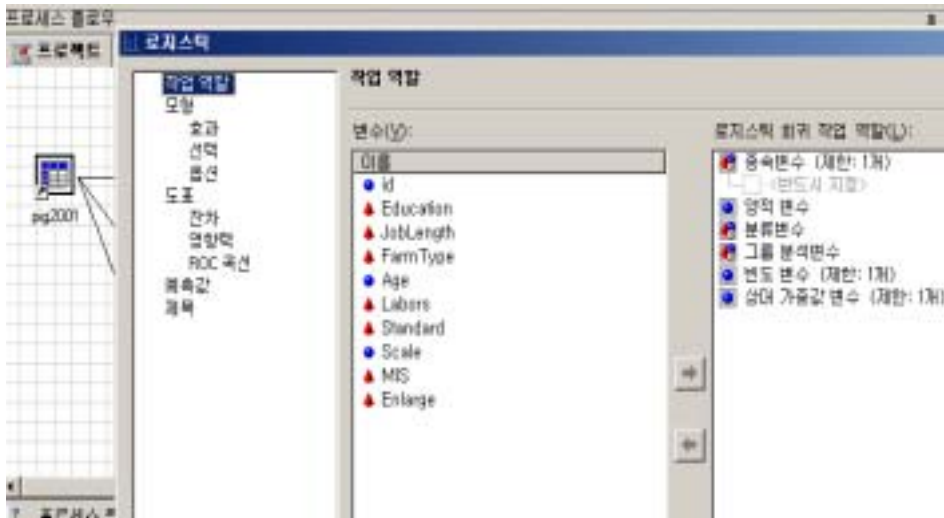 프로세스 플로우
프로젝트
pig2001
로지스틱
작업 역할
모형
효과
선택
옵션
도표
잔차
영향력
ROC 곡선
예측값
제목
작업 역할
변수(V):
이름
id
Education
JobLength
FarmType
Age
Labors
Standard
Scale
MIS
Enlarge
로지스틱 회귀 작업 역할(L):
종속변수 (제한: 1개)
<반드시 지정>
양적 변수
분류변수
그룹 분석변수
빈도 변수 (제한: 1개)
상대 가중값 변수 (제한: 1개)
프로세스